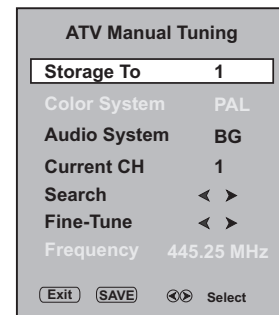 ATV Manual Tuning
Storage To 1
Color System PAL
Audio System BG
Current CH 1
Search
Fine-Tune
Frequency 445.25 MHz
Exit SAVE Select